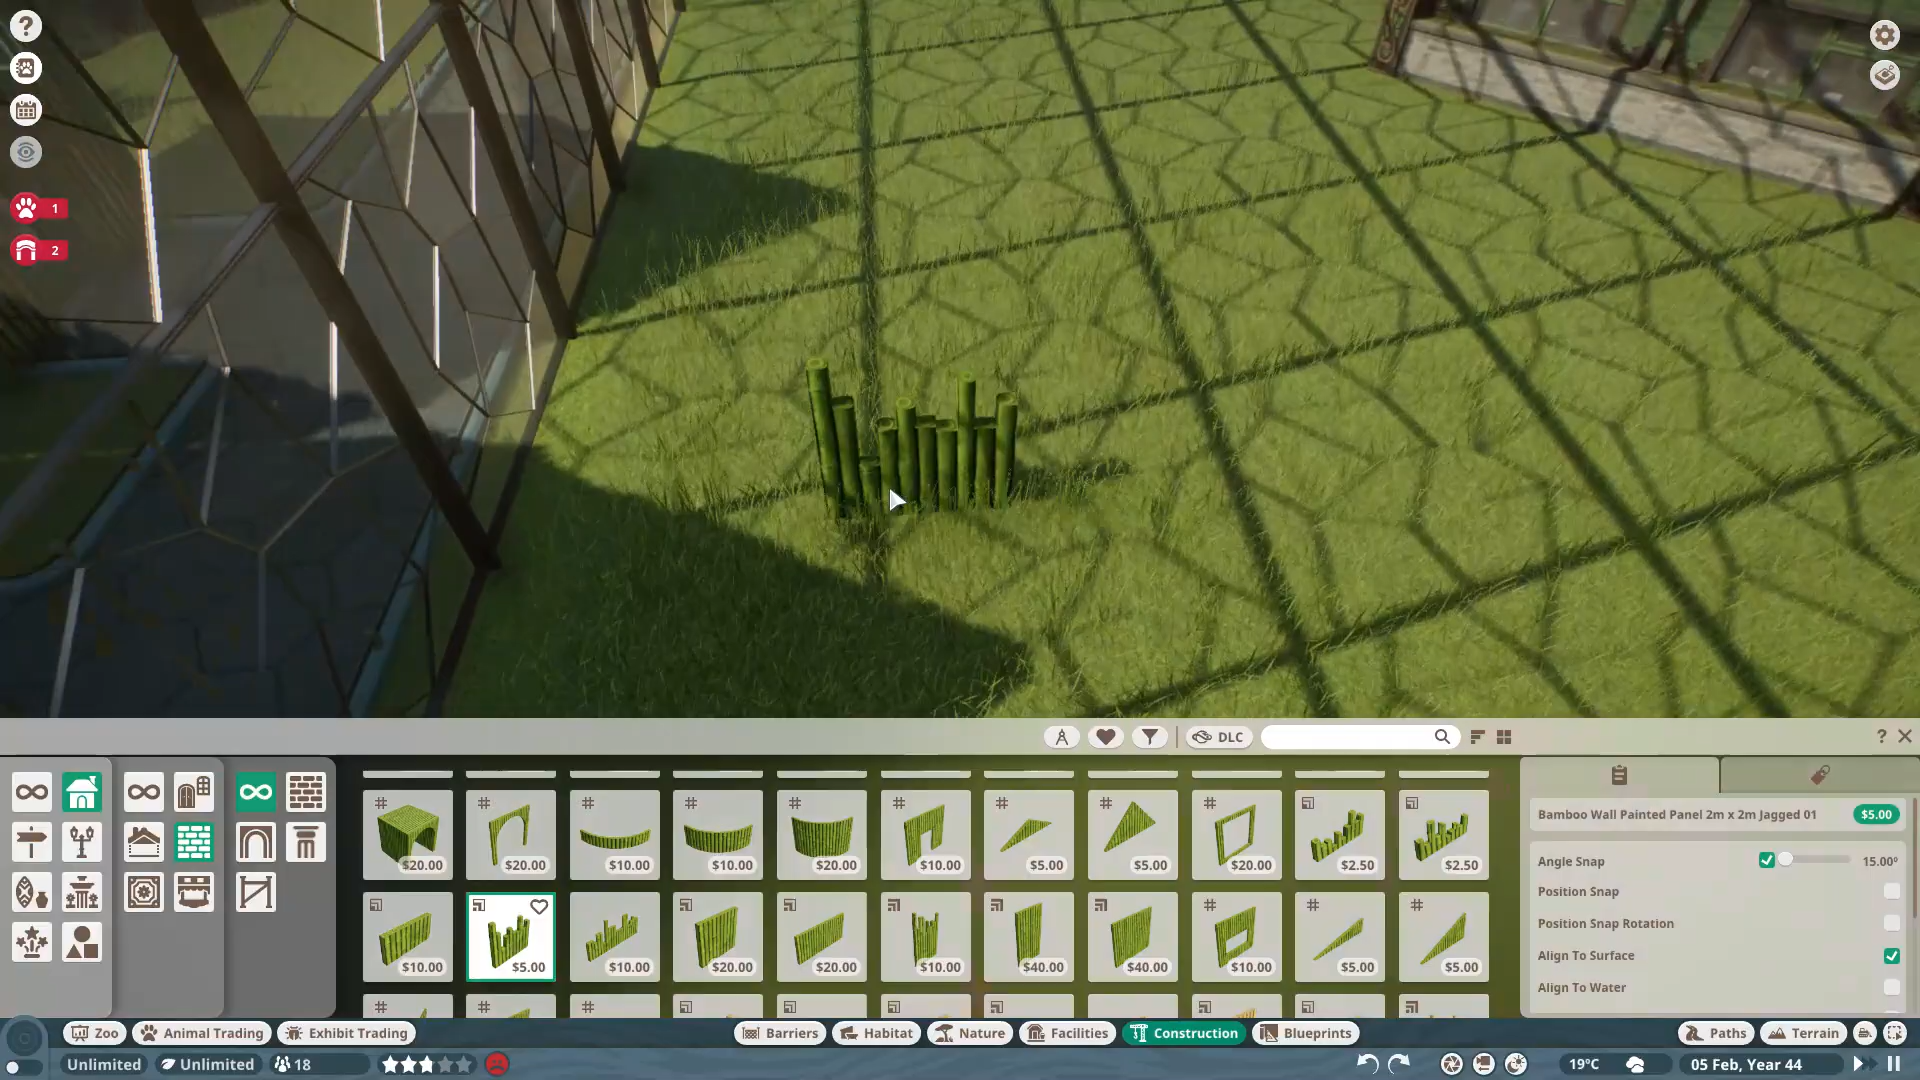 ?
1
2
DLC
?
$20.00
$20.00
$10.00
$10.00
$20.00
$10.00
$5.00
$5.00
$20.00
$2.50
$2.50
$10.00
$5.00
$10.00
$20.00
$20.00
$10.00
$40.00
$40.00
$10.00
$5.00
$5.00
Bamboo Wall Painted Panel 2m x 2m Jagged 01
$5.00
Angle Snap
15.00°
Position Snap
Position Snap Rotation
Align To Surface
Align To Water
Zoo
Animal Trading
Exhibit Trading
Barriers
Habitat
Nature
Facilities
Construction
Blueprints
Paths
Terrain
Unlimited
Unlimited
18
19°C
05 Feb, Year 44